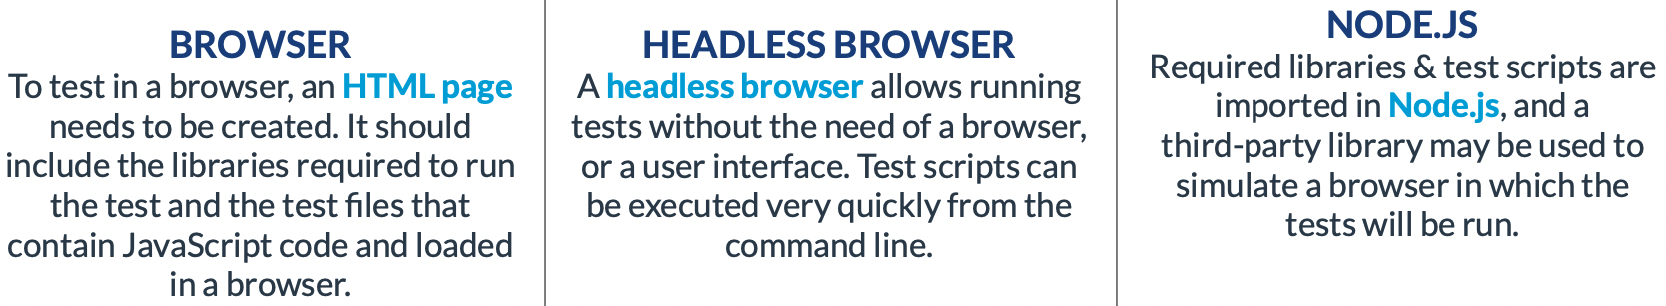 BROWSER
To test in a browser, an HTML page
needs to be created. It should
include the libraries required to run
the test and the test files that
contain JavaScript code and loaded
in a browser.
HEADLESS BROWSER
A headless browser allows running
tests without the need of a browser,
or a user interface. Test scripts can
be executed very quickly from the
command line.
NODE.JS
Required libraries & test scripts are
imported in Node.js, and a
third-party library may be used to
simulate a browser in which the
tests will be run.